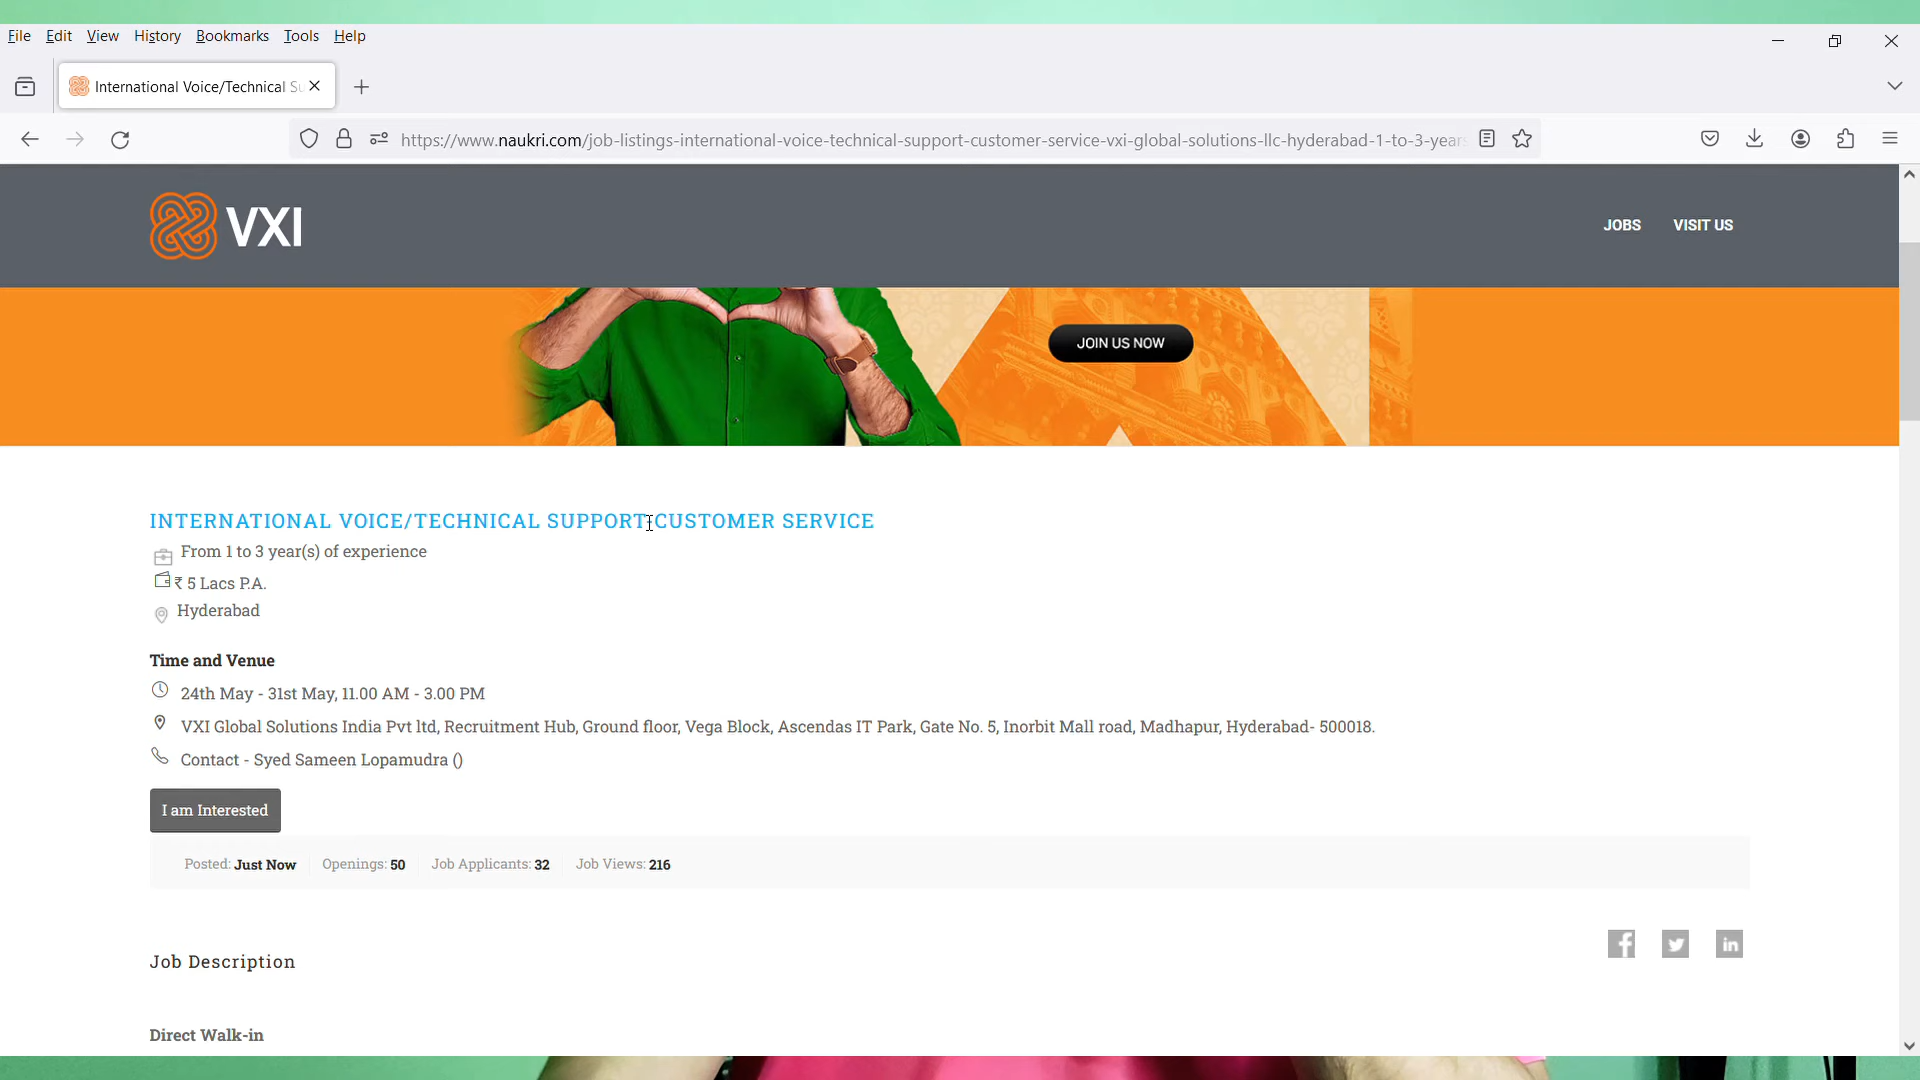 File Edit View History Bookmarks Tools Help
International Voice/Technical Su
https://www.naukri.com/job-listings-international-voice-technical-support-customer-service-vxi-global-solutions-llc-hyderabad-1-to-3-years
VXI
JOBS VISIT US
JOIN US NOW
INTERNATIONAL VOICE/TECHNICAL SUPPORT-CUSTOMER SERVICE
From 1 to 3 year(s) of experience
₹ 5 Lacs P.A.
Hyderabad
Time and Venue
24th May - 31st May, 11.00 AM - 3.00 PM
VXI Global Solutions India Pvt ltd, Recruitment Hub, Ground floor, Vega Block, Ascendas IT Park, Gate No. 5, Inorbit Mall road, Madhapur, Hyderabad- 500018.
Contact - Syed Sameen Lopamudra ()
I am Interested
Posted: Just Now Openings: 50 Job Applicants: 32 Job Views: 216
Job Description
Direct Walk-in